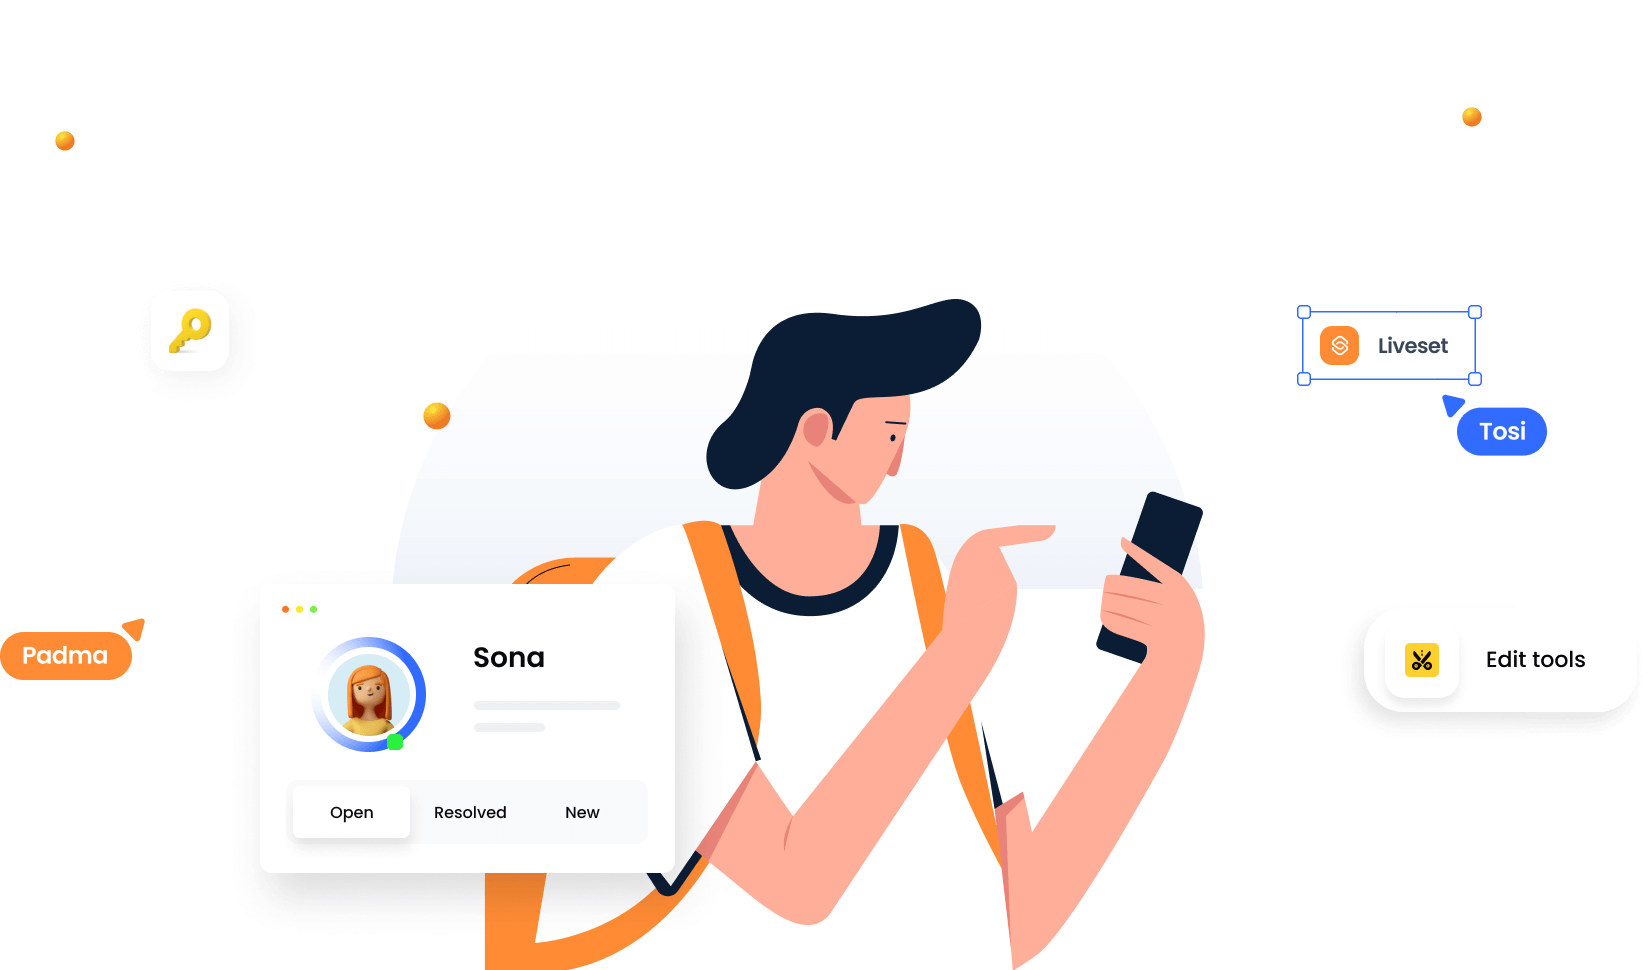 Liveset
Tosi
Padma
Sona
Edit tools
Open Resolved New